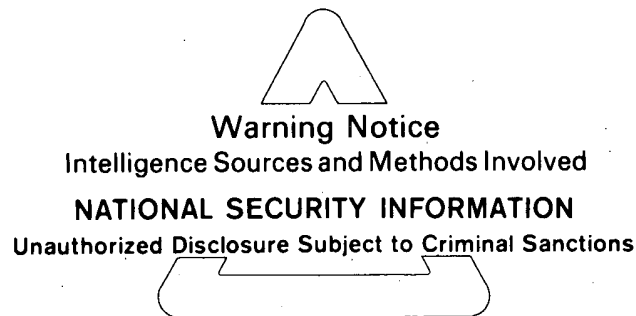 Warning Notice
Intelligence Sources and Methods Involved
NATIONAL SECURITY INFORMATION
Unauthorized Disclosure Subject to Criminal Sanctions